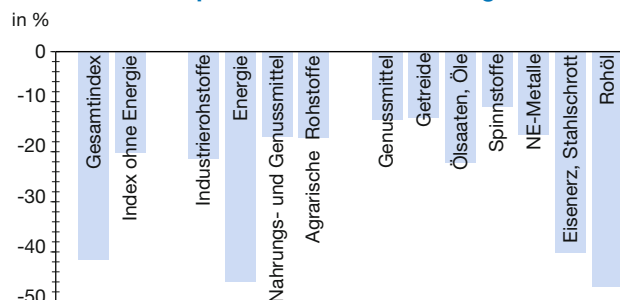 in %
0
-10
-20
-30
-40
-50
Gesamtindex
Index ohne Energie
Industrierohstoffe
Energie
Nahrungs- und Genussmittel
Agrarische Rohstoffe
Genussmittel
Getreide
Ölsaaten, Öle
Spinnstoffe
NE-Metalle
Eisenerz, Stahlschrott
Rohöl